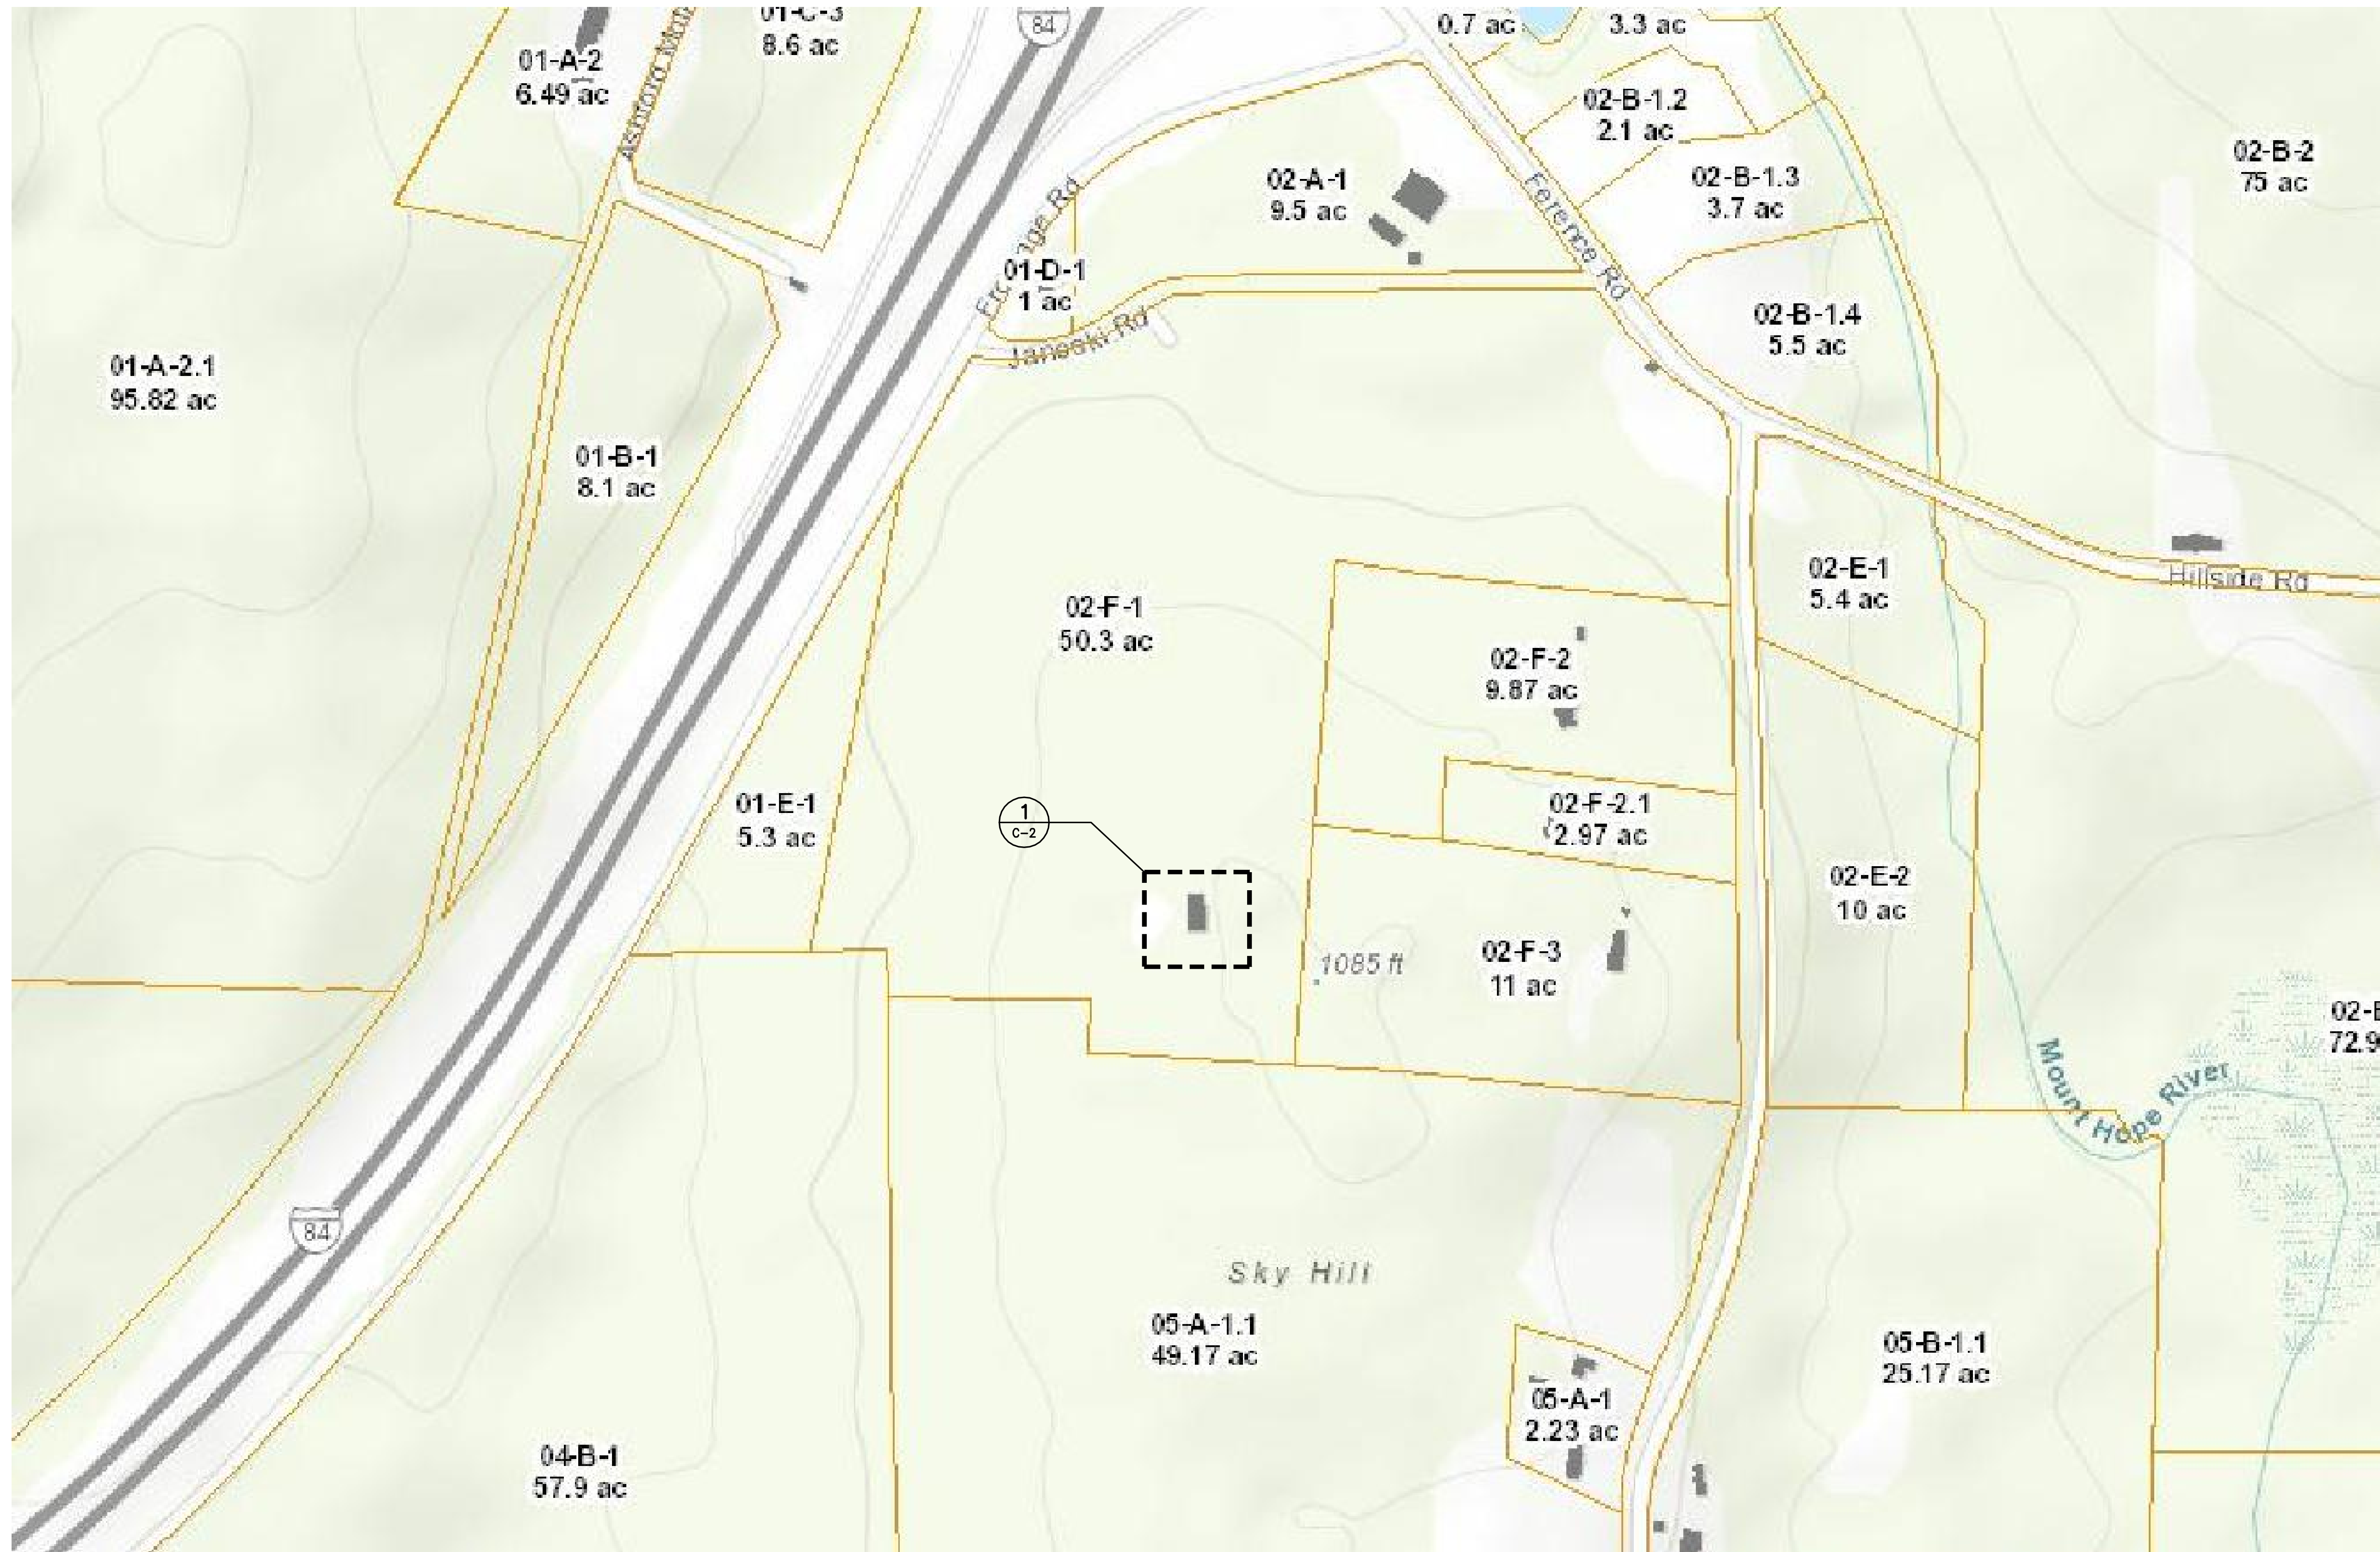 01-C-3
8.6 ac
84
0.7 ac
3.3 ac
01-A-2
6.49 ac
Ashford
02-B-1.2
2.1 ac
02-B-2
75 ac
02-A-1
9.5 ac
02-B-1.3
3.7 ac
Ference Rd
Rd
01-D-1
1 ac
Janoski Rd
02-B-1.4
5.5 ac
01-A-2.1
95.82 ac
01-B-1
8.1 ac
02-E-1
5.4 ac
Hillside Rd
02-F-1
50.3 ac
02-F-2
9.87 ac
01-E-1
5.3 ac
1
C-2
02-F-2.1
2.97 ac
02-E-2
10 ac
02-F-3
11 ac
1085 ft
72.9
Mount Hope River
84
Sky Hill
05-A-1.1
49.17 ac
05-B-1.1
25.17 ac
05-A-1
2.23 ac
04-B-1
57.9 ac